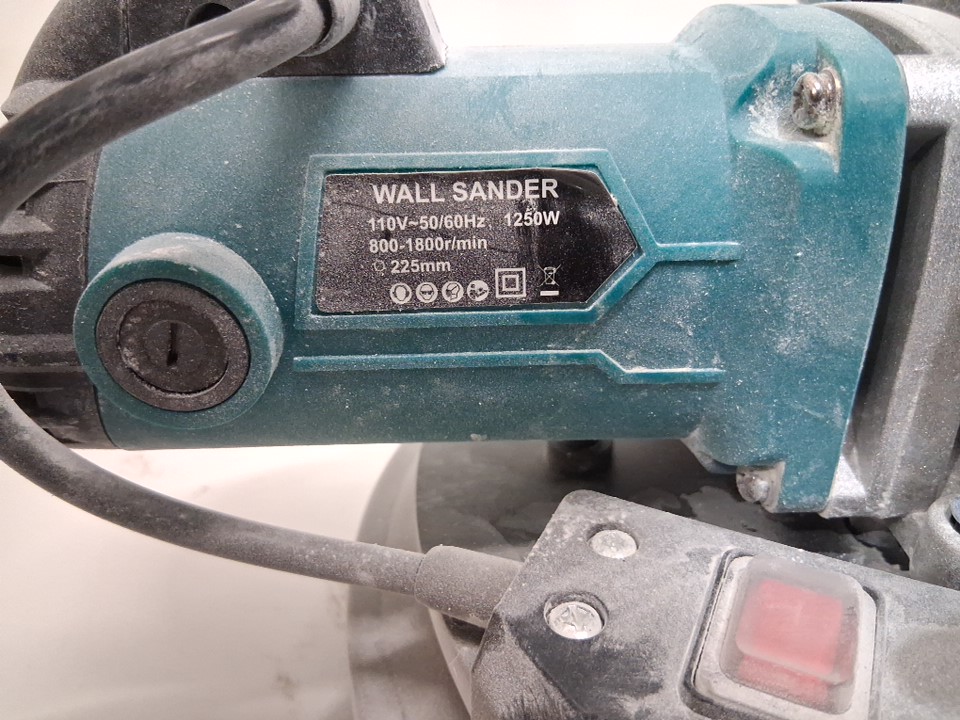 WALL SANDER
110V~50/60Hz 1250W
800-1800r/min
225mm